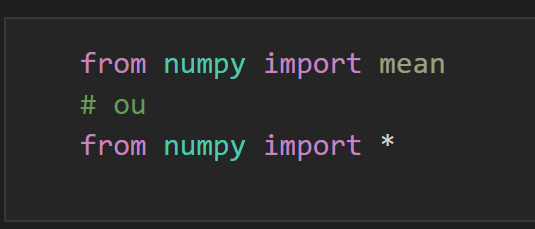 from numpy import mean
# ou
from numpy import *